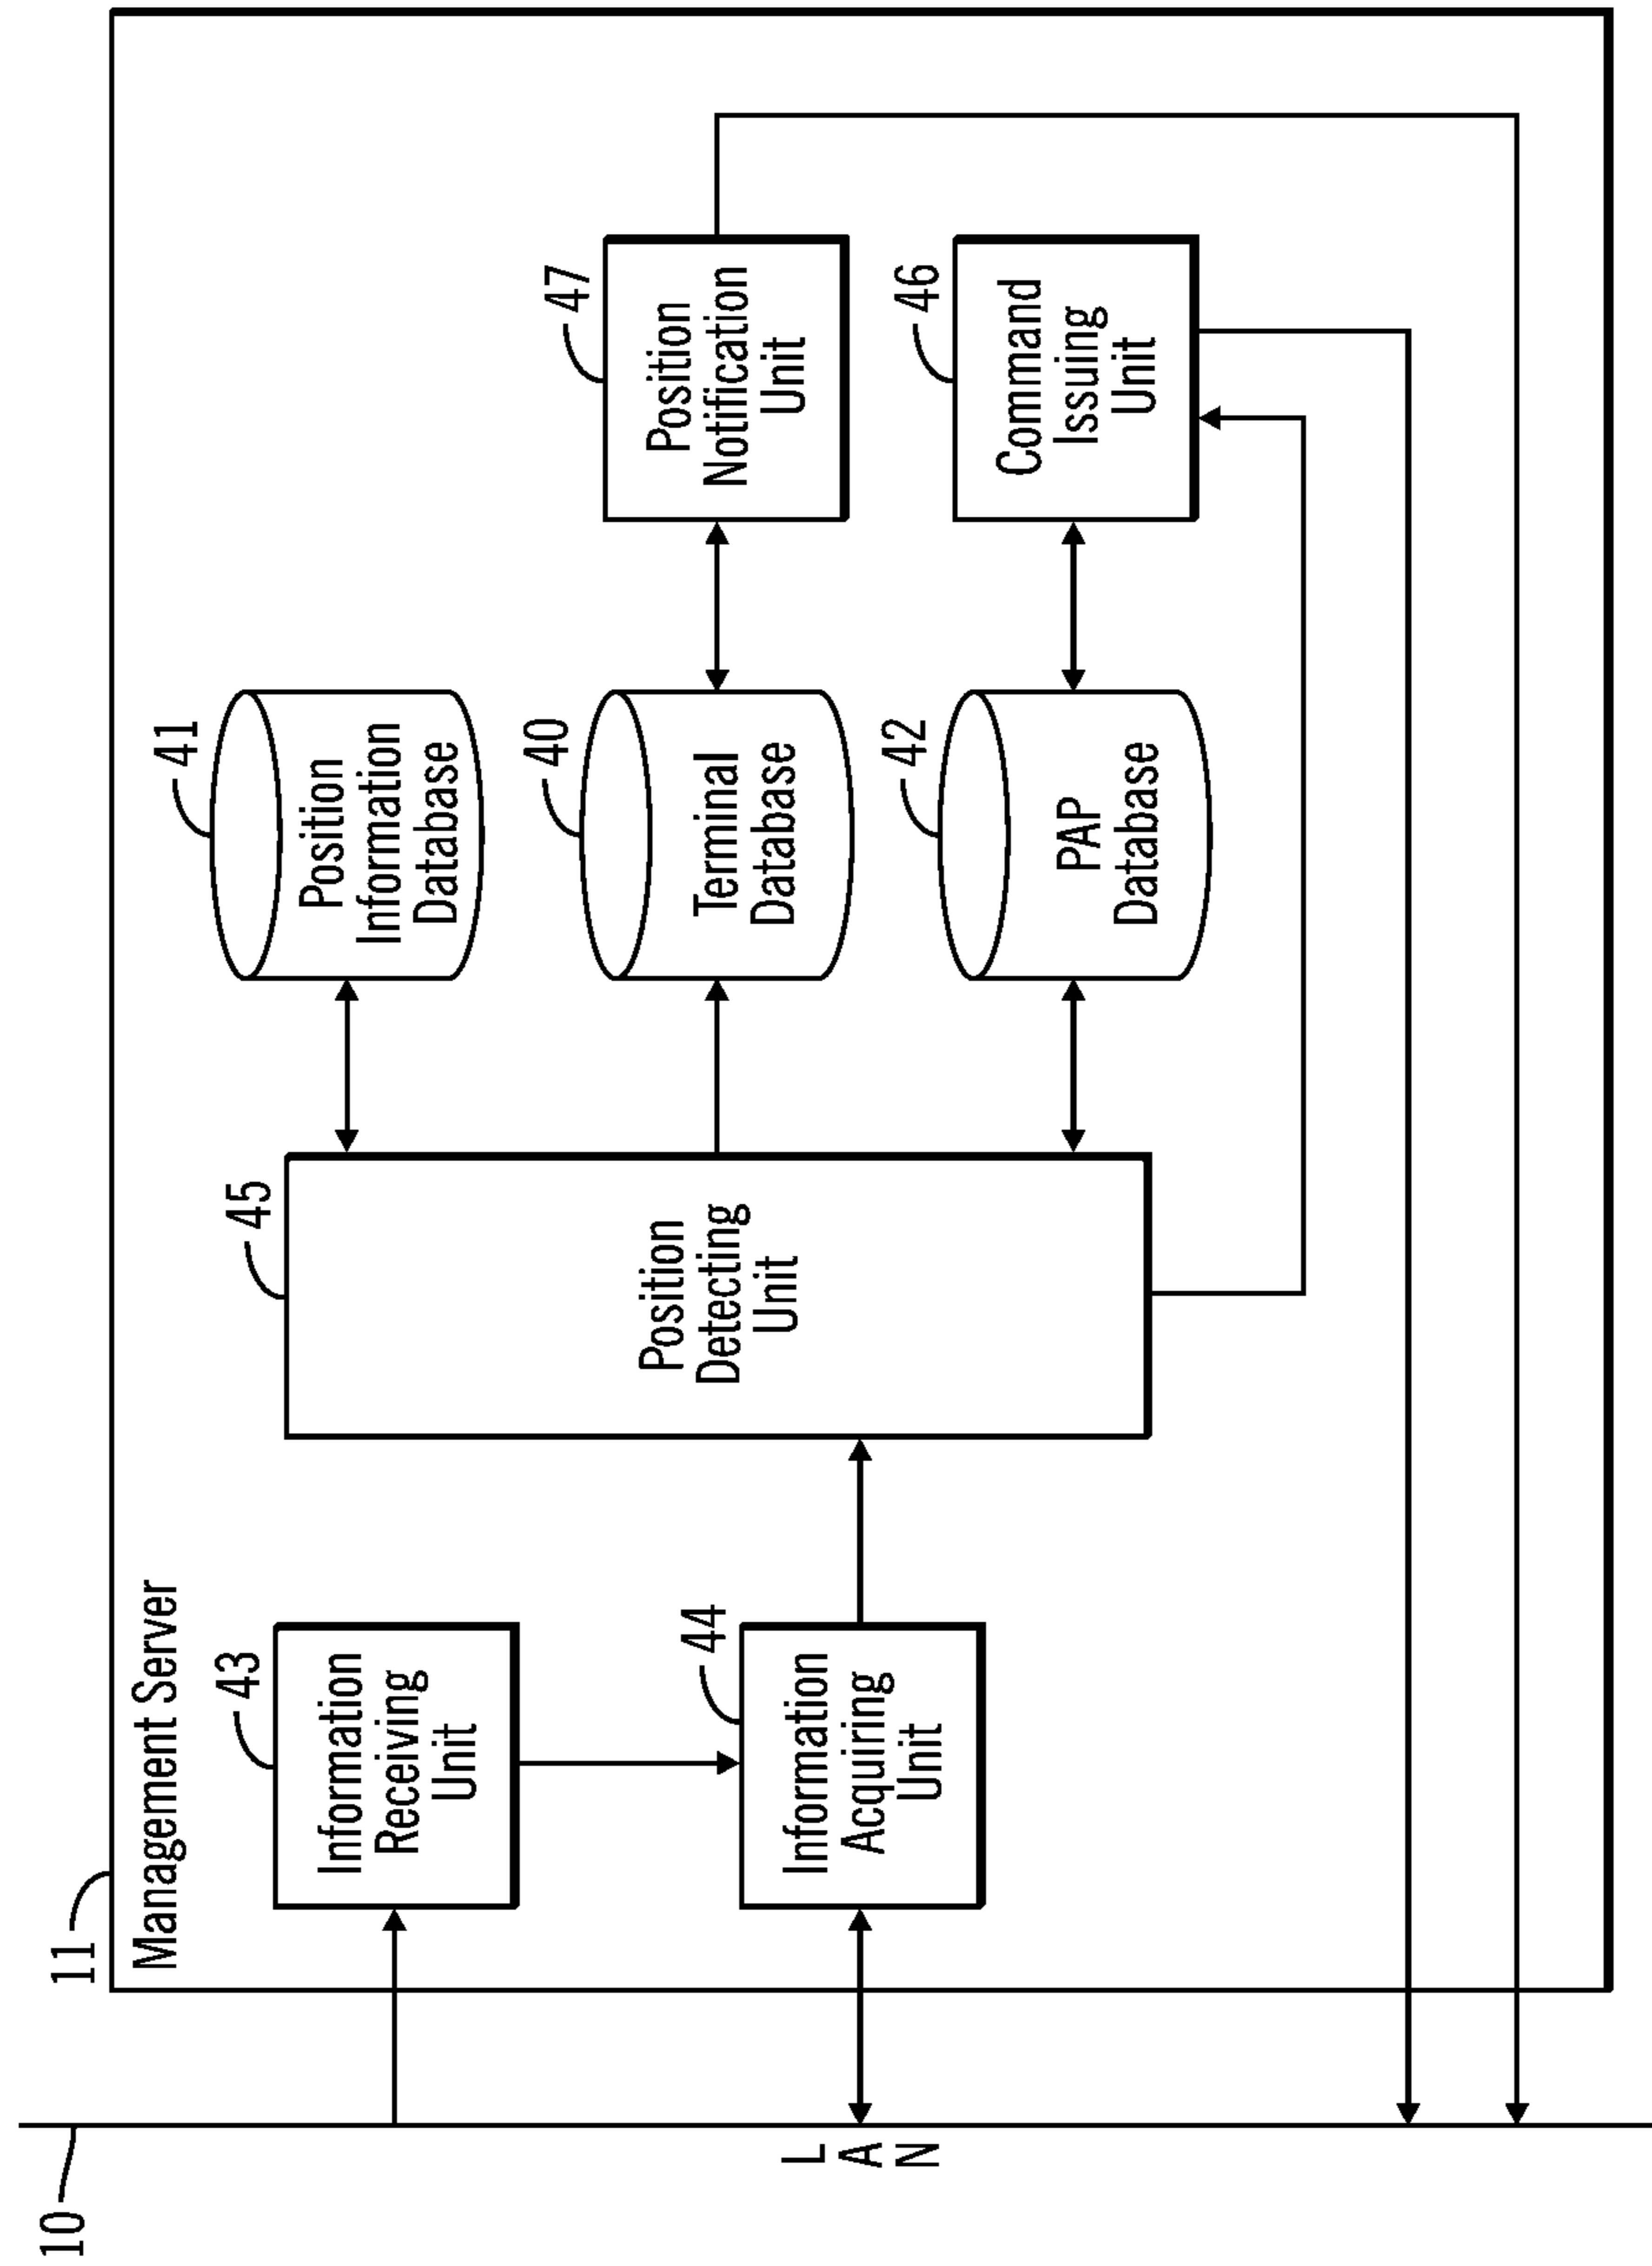 10
LAN
11
Management Server
43
Information
Receiving
Unit
44
Information
Acquiring
Unit
45
Position
Detecting
Unit
41
Position
Information
Database
40
Terminal
Database
42
PAP
Database
47
Position
Notification
Unit
46
Command
Issuing
Unit